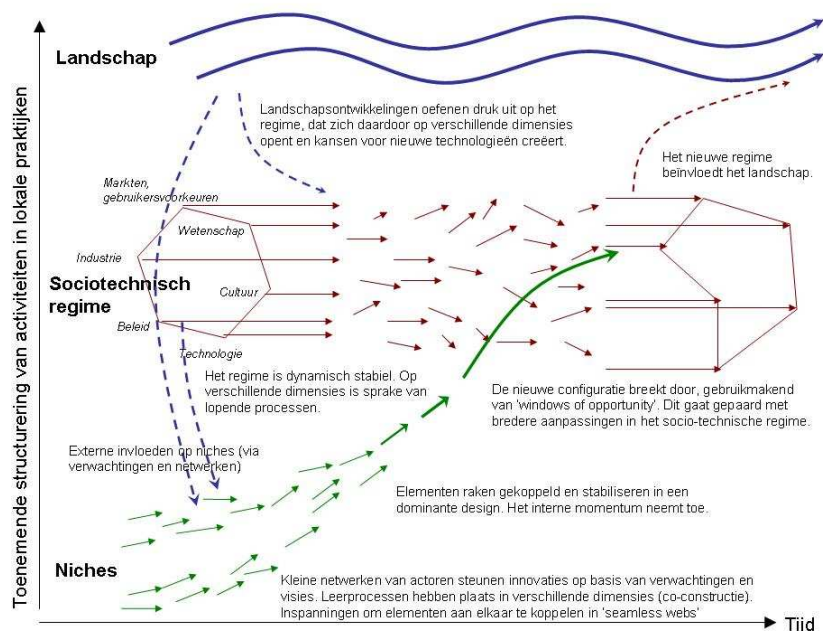 Toenemende structurering van activiteiten in lokale praktijken
Landschap
Landschapsontwikkelingen oefenen druk uit op het
regime, dat zich daardoor op verschillende dimensies
opent en kansen voor nieuwe technologieën creëert.
Het nieuwe regime
beïnvloedt het landschap.
Markten,
gebruikersvoorkeuren
Wetenschap
Industrie
Sociotechnisch
regime
Cultuur
Beleid
Technologie
Het regime is dynamisch stabiel. Op
verschillende dimensies is sprake van
lopende processen.
De nieuwe configuratie breekt door, gebruikmakend
van 'windows of opportunity'. Dit gaat gepaard met
bredere aanpassingen in het socio-technische regime.
Externe invloeden op niches (via
verwachtingen en netwerken)
Elementen raken gekoppeld en stabiliseren in een
dominante design. Het interne momentum neemt toe.
Niches
Kleine netwerken van actoren steunen innovaties op basis van verwachtingen en
visies. Leerprocessen hebben plaats in verschillende dimensies (co-constructie).
Inspanningen om elementen aan elkaar te koppelen in 'seamless webs'
Tijd